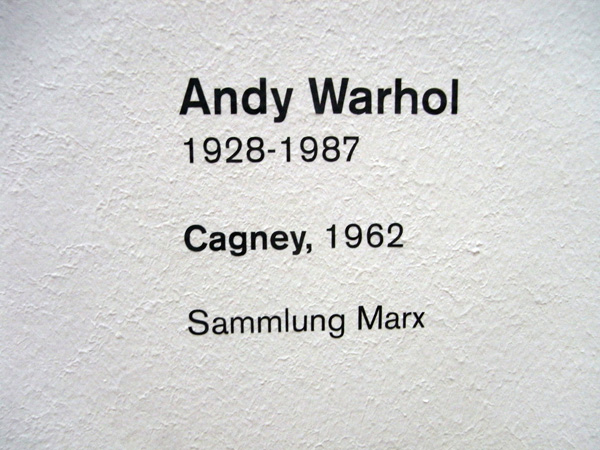 Andy Warhol
1928-1987
Cagney, 1962
Sammlung Marx